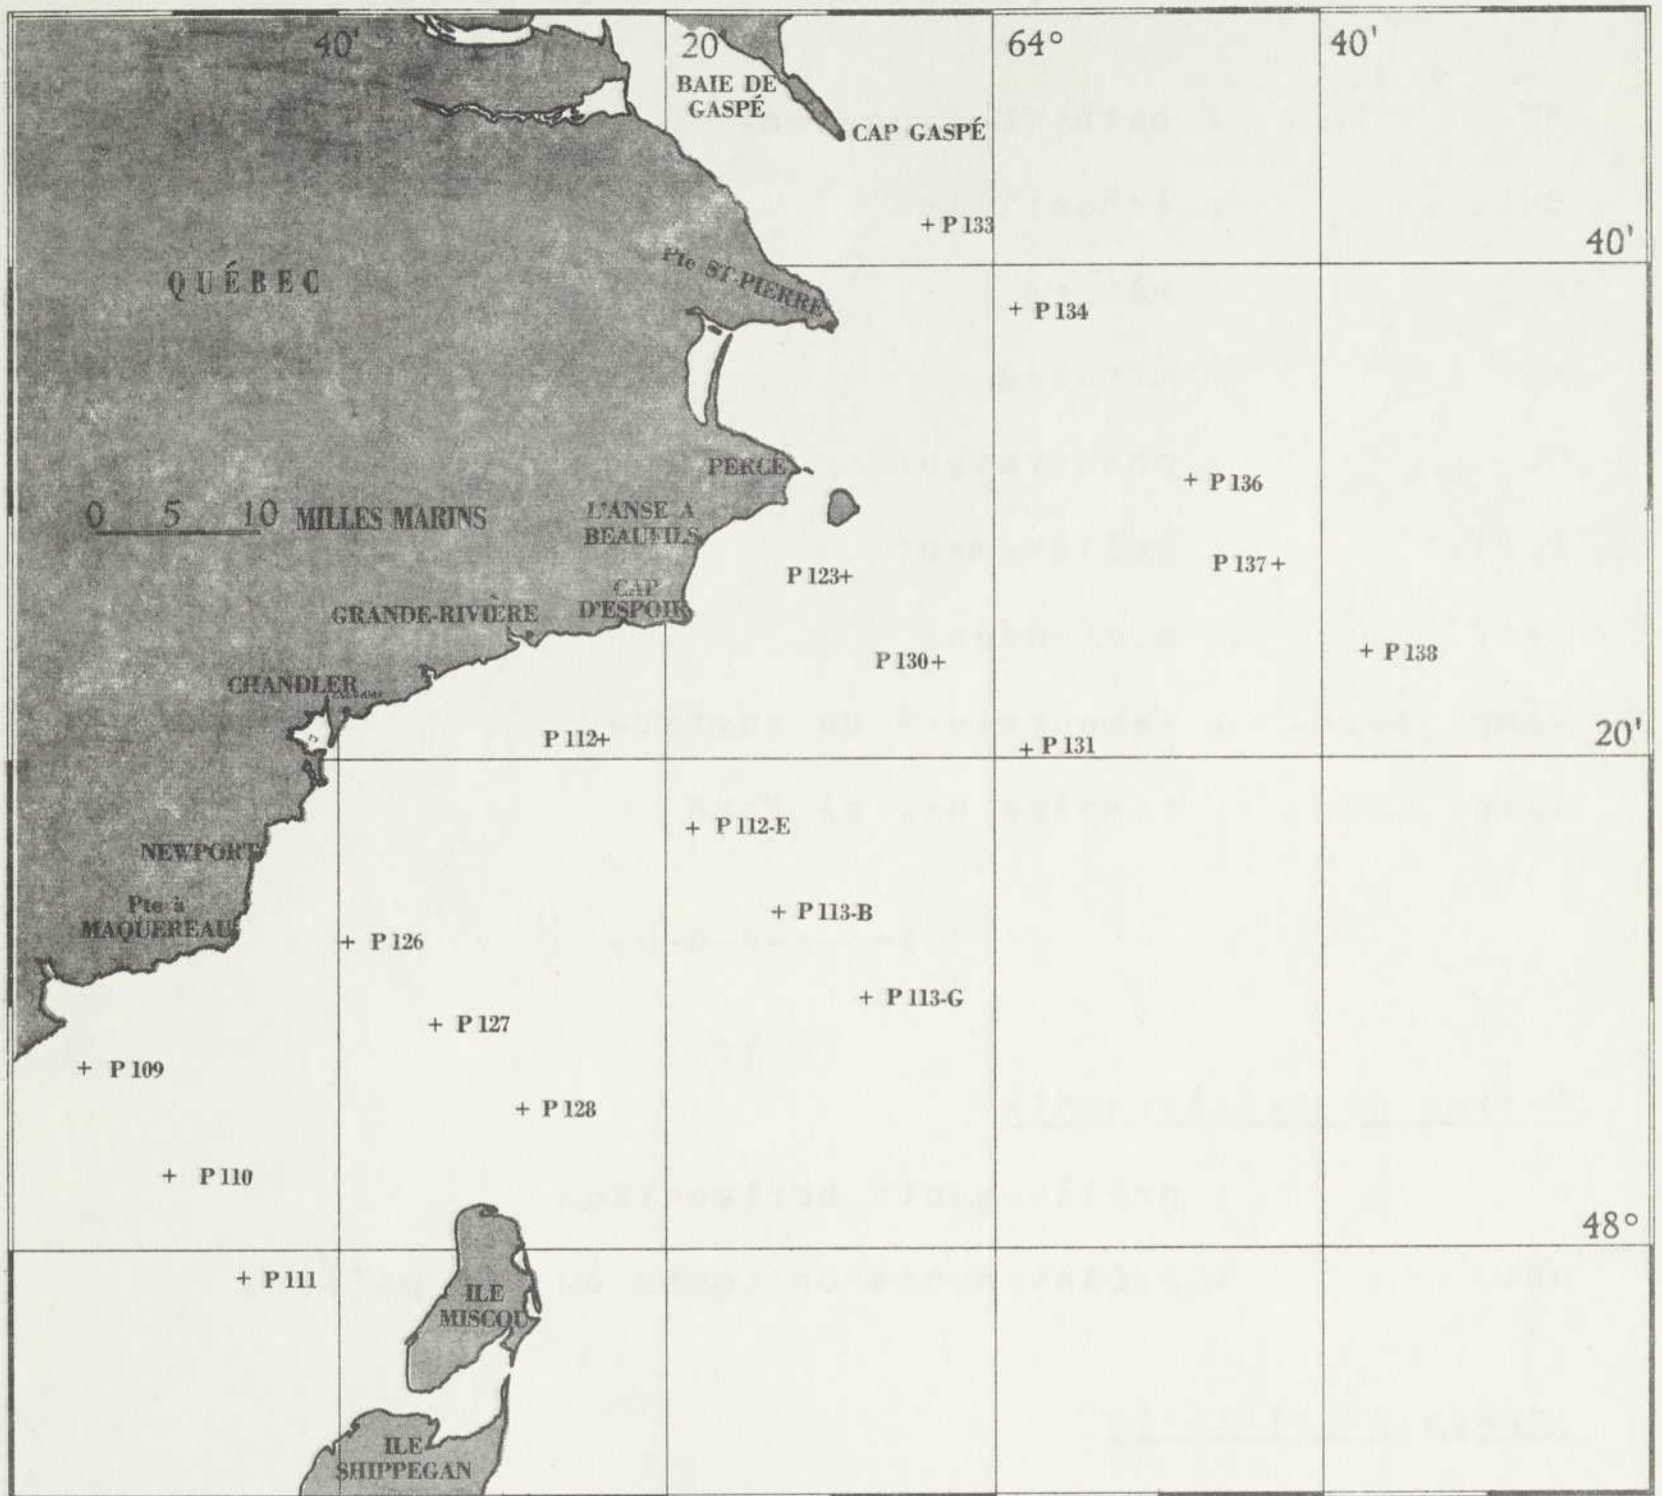 40'
20'
64°
40'
BAIE DE
GASPÉ
CAP GASPÉ
+ P 133
40'
QUÉBEC
Pte ST-PIERRE
+ P 134
PERCÉ
+ P 136
0 5 10 MILLES MARINS
L'ANSE A
BEAUFILS
P 137 +
P 123+
CAP
D'ESPOIR
GRANDE-RIVIÈRE
P 130+
+ P 138
CHANDLER
P 112+
+ P 131
20'
+ P 112-E
NEWPORT
Pte à
MAQUEREAU
+ P 113-B
+ P 126
+ P 113-G
+ P 127
+ P 109
+ P 128
+ P 110
48°
+ P 111
ILE
MISCOU
ILE
SHIPPEGAN